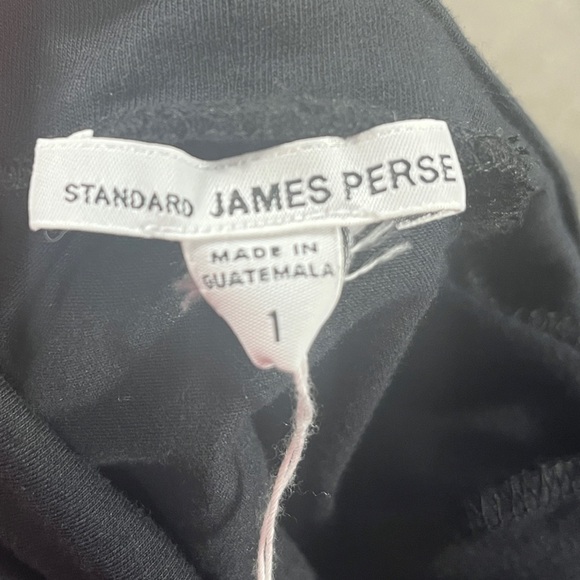 STANDARD JAMES PERSE
MADE IN
GUATEMALA
1